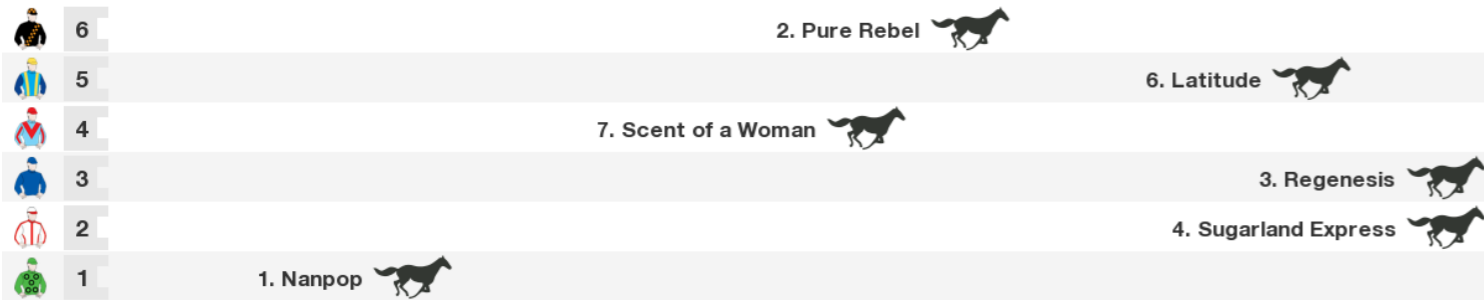 6 2. Pure Rebel
5 6. Latitude
4 7. Scent of a Woman
3 3. Regenesis
2 4. Sugarland Express
1 1. Nanpop